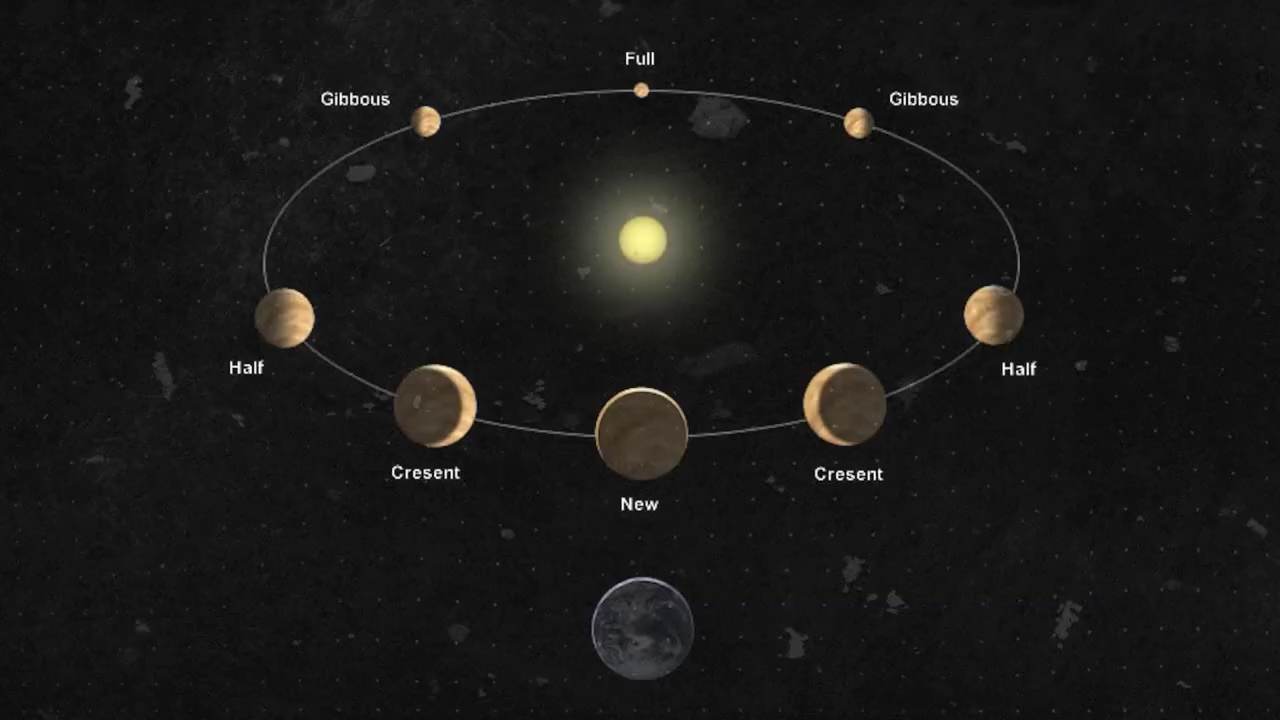 Full
Gibbous
Gibbous
Half
Half
Cresent
Cresent
New